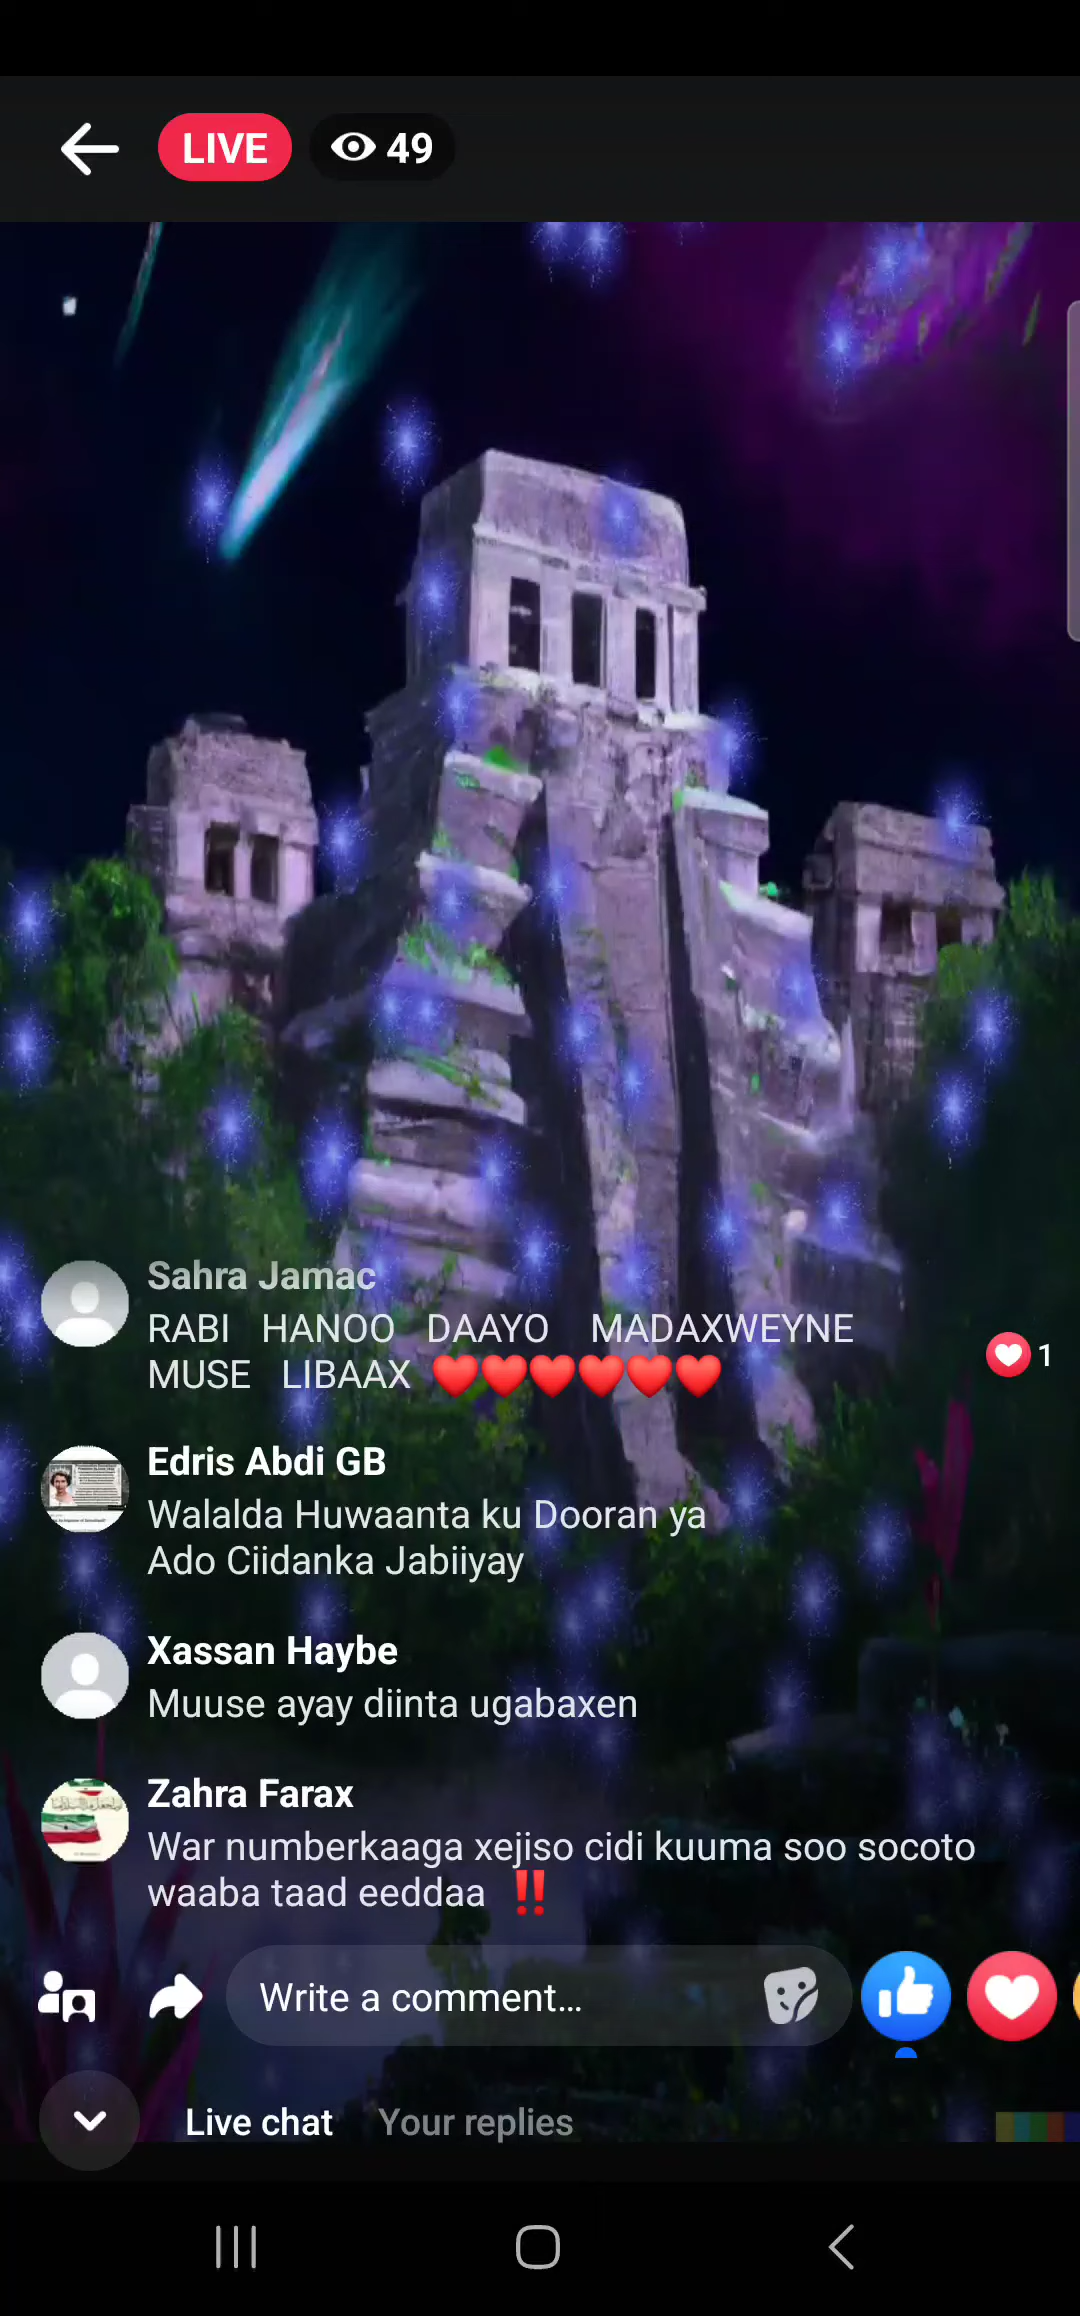 LIVE 49
Sahra Jamac
RABI HANOO DAAYO MADAXWEYNE
MUSE LIBAAX ❤️❤️❤️❤️❤️❤️
1
Edris Abdi GB
Walalda Huwaanta ku Dooran ya
Ado Ciidanka Jabiiyay
Xassan Haybe
Muuse ayay diinta ugabaxen
Zahra Farax
War numberkaaga xejiso cidi kuuma soo socoto
waaba taad eeddaa ‼️
Write a comment...
Live chat Your replies